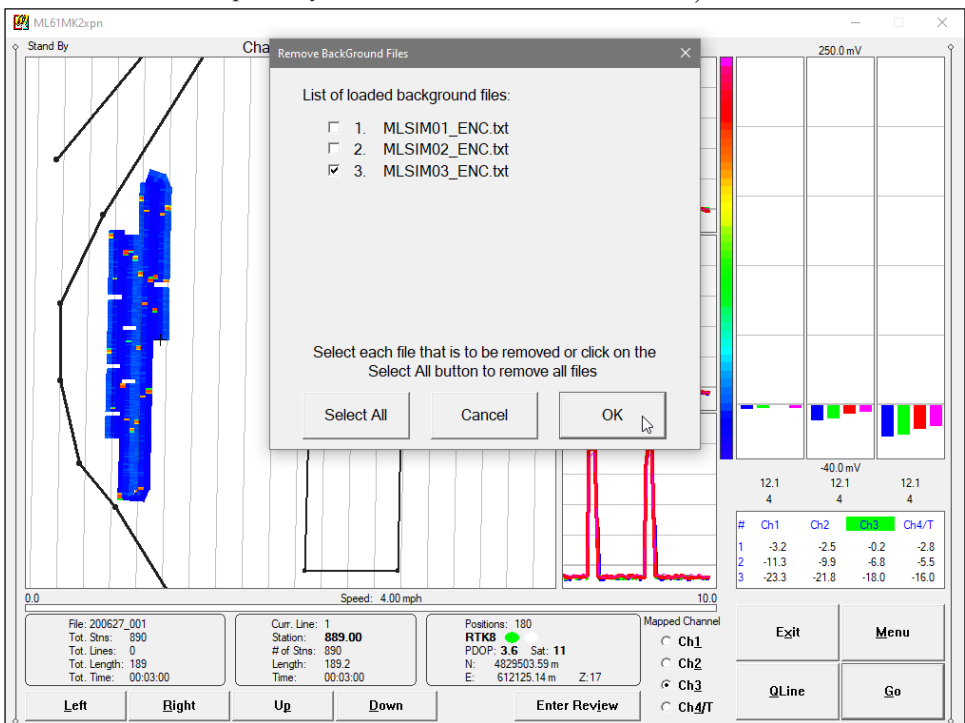 ML61MK2xpn
Stand By
Cha
250.0 mV
Remove BackGround Files
List of loaded background files:
1. MLSIM01_ENC.txt
2. MLSIM02_ENC.txt
3. MLSIM03_ENC.txt
Select each file that is to be removed or click on the
Select All button to remove all files
Select All Cancel OK
-40.0 mV
12.1 12.1 12.1
4 4 4
# Ch1 Ch2 Ch3 Ch4/T
1 -3.2 -2.5 -0.2 -2.8
2 -11.3 -9.9 -6.8 -5.5
3 -23.3 -21.8 -18.0 -16.0
0.0 Speed: 4.00 mph 10.0
File: 200627_001
Tot. Stns: 890
Tot. Lines: 0
Tot. Length: 189
Tot. Time: 00:03:00
Curr. Line: 1
Station: 889.00
# of Stns: 890
Length: 189.2
Time: 00:03:00
Positions: 180
RTK8
PDOP: 3.6 Sat: 11
N: 4829503.59 m
E: 612125.14 m Z:17
Mapped Channel
Ch1
Ch2
Ch3
Ch4/T
Exit Menu
QLine Go
Left Right Up Down Enter Review